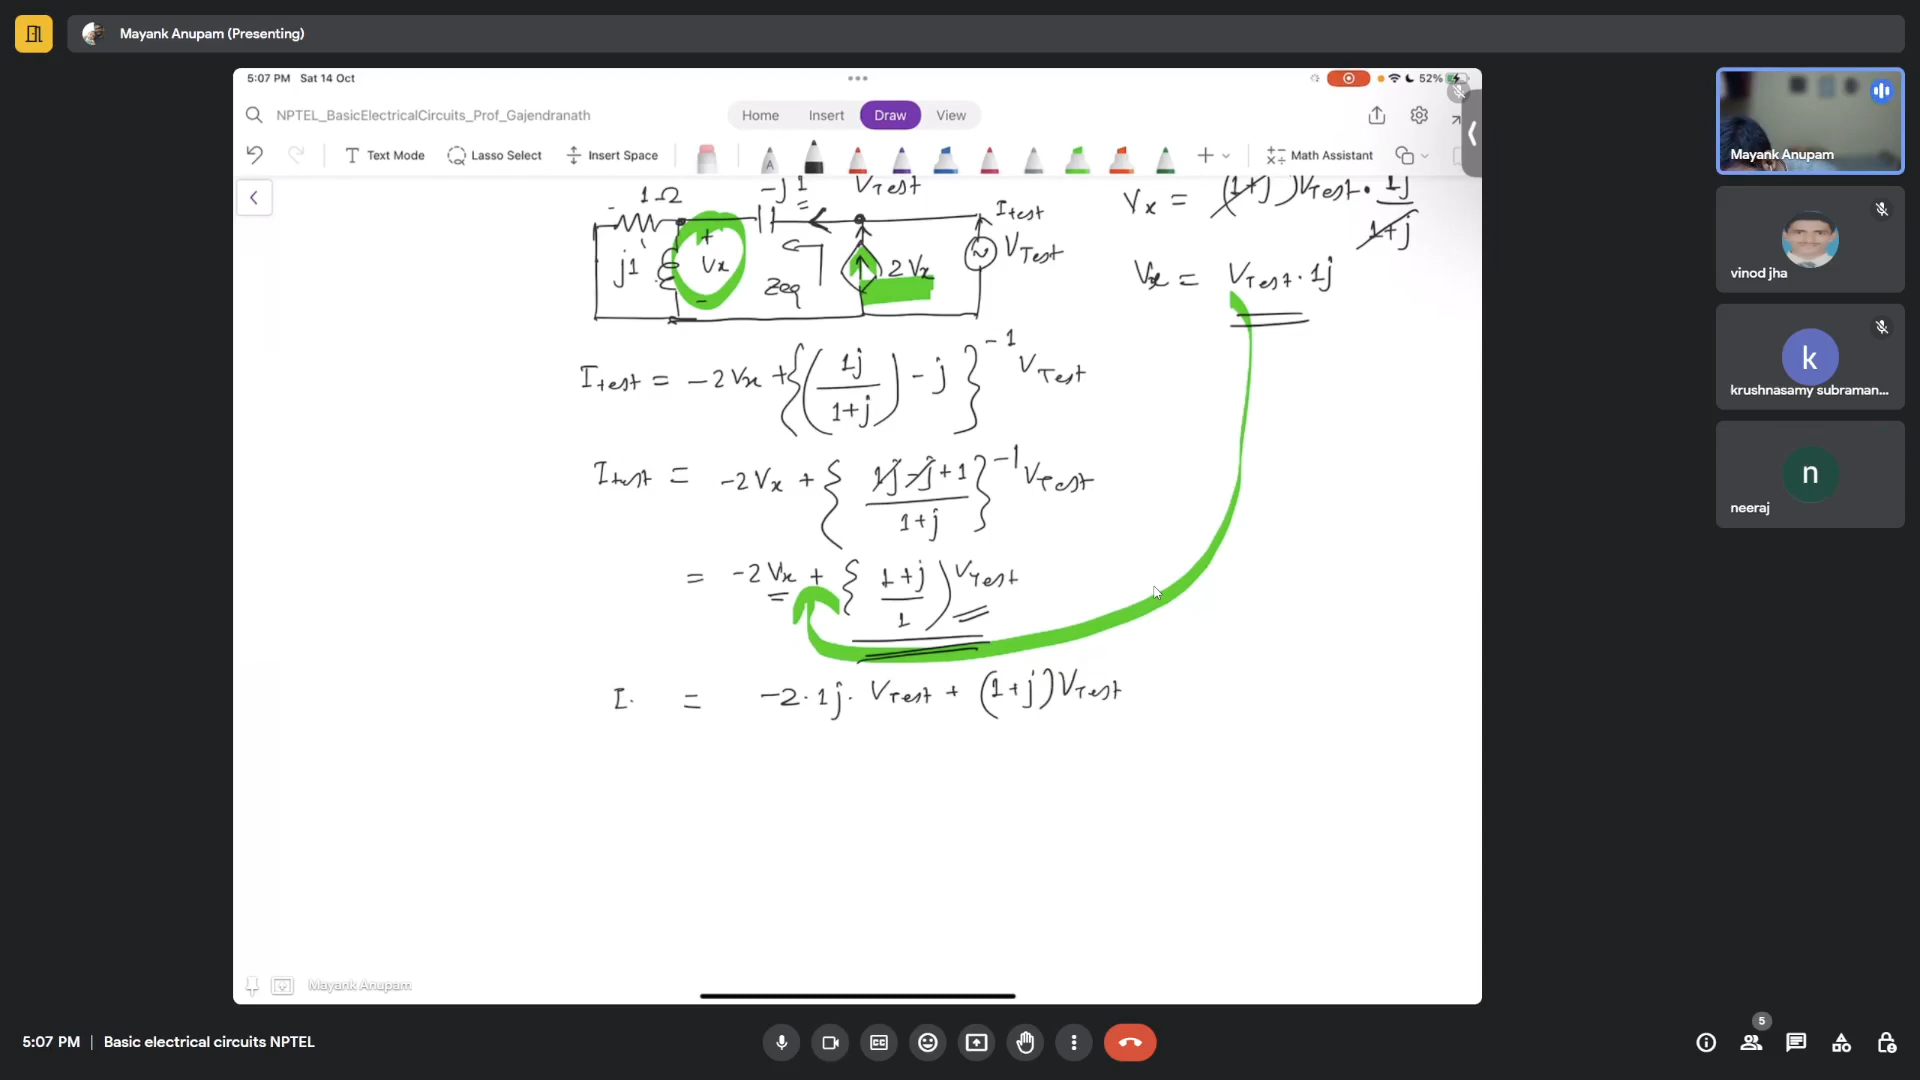 Mayank Anupam (Presenting)
5:07 PM Sat 14 Oct
52%
NPTEL_BasicElectricalCircuits_Prof_Gajendranath
Home Insert Draw View
Text Mode Lasso Select Insert Space Math Assistant
1Ω -j1 VTest
Itest
j1 + Vx - Zeq 2Vx VTest
Vx = (1+j)VTest · 1j / 1+j
Vx = VTest · 1j
Itest = -2Vx + {(1j / 1+j) - j}^-1 VTest
Itest = -2Vx + {1j - j + 1 / 1+j}^-1 VTest
= -2Vx + {1+j / 1) VTest
I. = -2·1j· VTest + (1+j)VTest
Mayank Anupam
Mayank Anupam
vinod jha
k
krushnasamy subraman...
n
neeraj
5:07 PM | Basic electrical circuits NPTEL
5